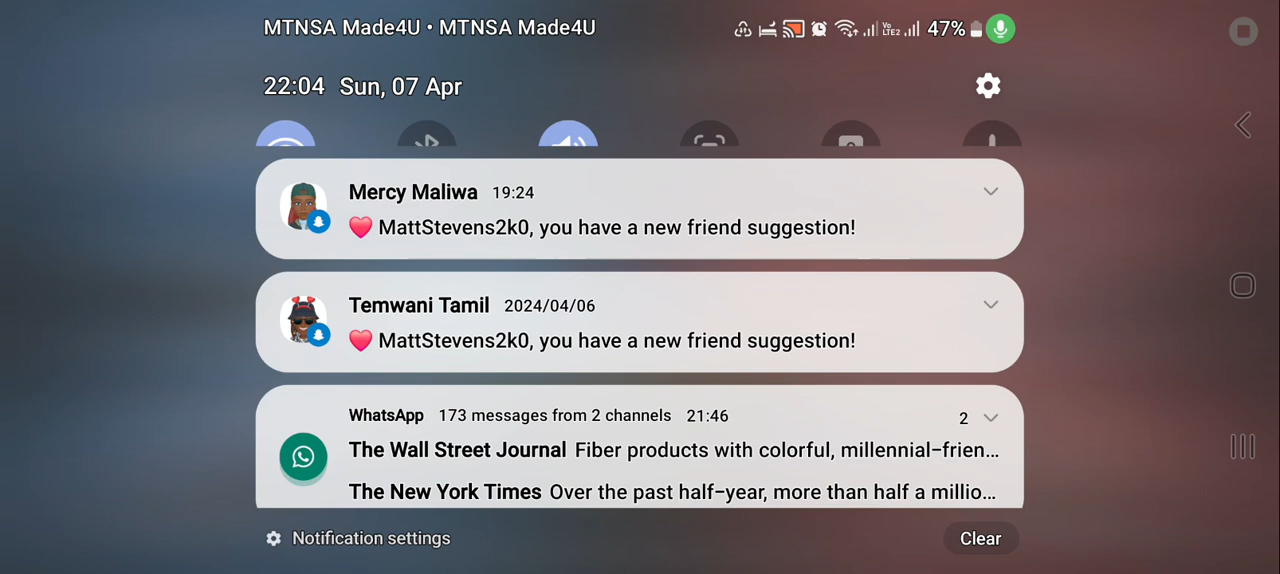 MTNSA Made4U • MTNSA Made4U Vo LTE2 47%
22:04 Sun, 07 Apr
Mercy Maliwa 19:24
❤️ MattStevens2k0, you have a new friend suggestion!
Temwani Tamil 2024/04/06
❤️ MattStevens2k0, you have a new friend suggestion!
WhatsApp 173 messages from 2 channels 21:46 2
The Wall Street Journal Fiber products with colorful, millennial-frien...
The New York Times Over the past half-year, more than half a millio...
Notification settings Clear